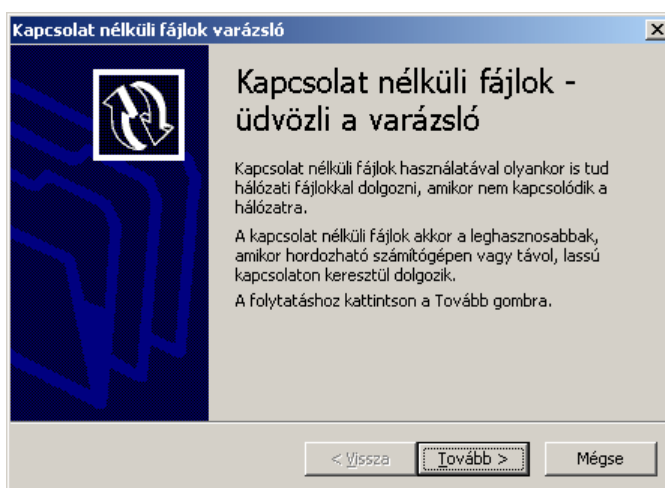 Kapcsolat nélküli fájlok varázsló
Kapcsolat nélküli fájlok -
üdvözli a varázsló
Kapcsolat nélküli fájlok használatával olyankor is tud
hálózati fájlokkal dolgozni, amikor nem kapcsolódik a
hálózatra.
A kapcsolat nélküli fájlok akkor a leghasznosabbak,
amikor hordozható számítógépen vagy távol, lassú
kapcsolaton keresztül dolgozik.
A folytatáshoz kattintson a Tovább gombra.
< Vissza Tovább > Mégse